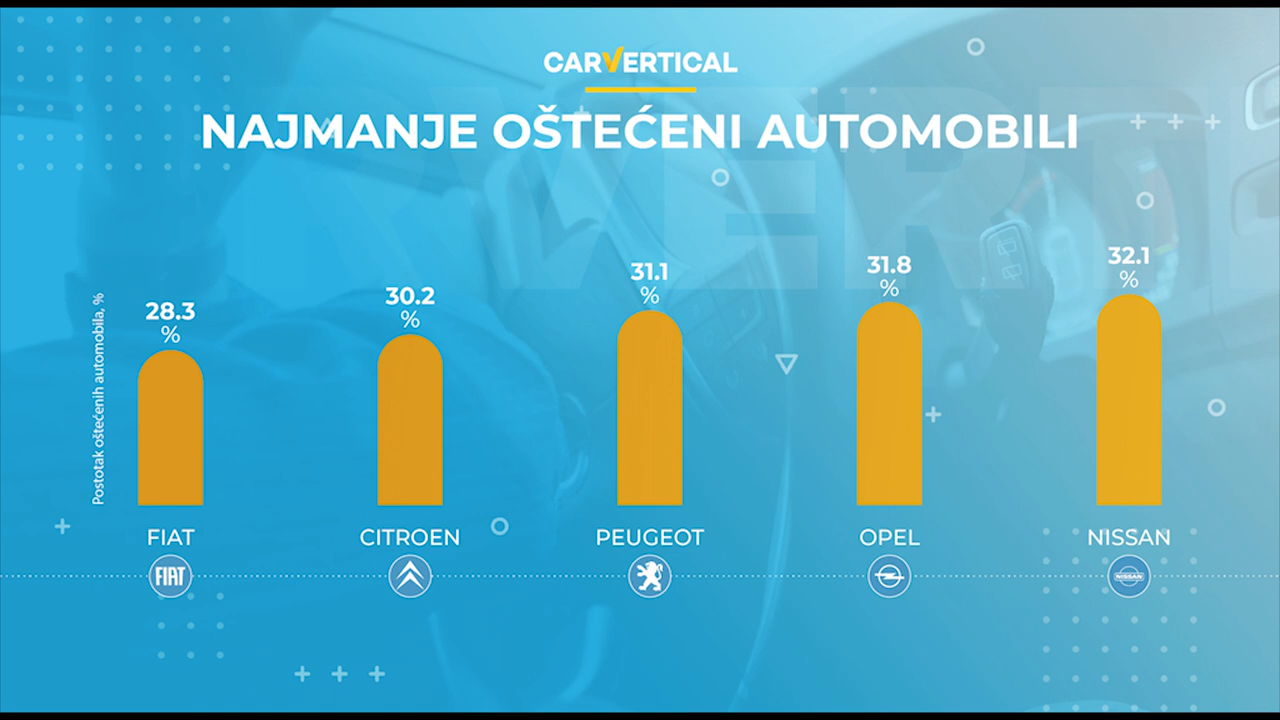 CARVERTICAL
NAJMANJE OŠTEĆENI AUTOMOBILI
Postotak oštećenih automobila, %
28.3
%
30.2
%
31.1
%
31.8
%
32.1
%
FIAT
CITROEN
PEUGEOT
OPEL
NISSAN
FIAT
NISSAN